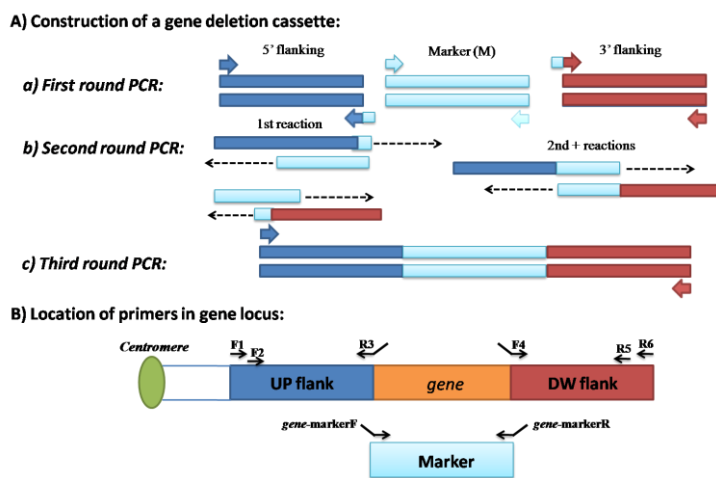 A) Construction of a gene deletion cassette:
5' flanking
Marker (M)
3' flanking
a) First round PCR:
1st reaction
b) Second round PCR:
2nd + reactions
c) Third round PCR:
B) Location of primers in gene locus:
Centromere
F1
F2
R3
F4
R5
R6
UP flank
gene
DW flank
gene-markerF
gene-markerR
Marker